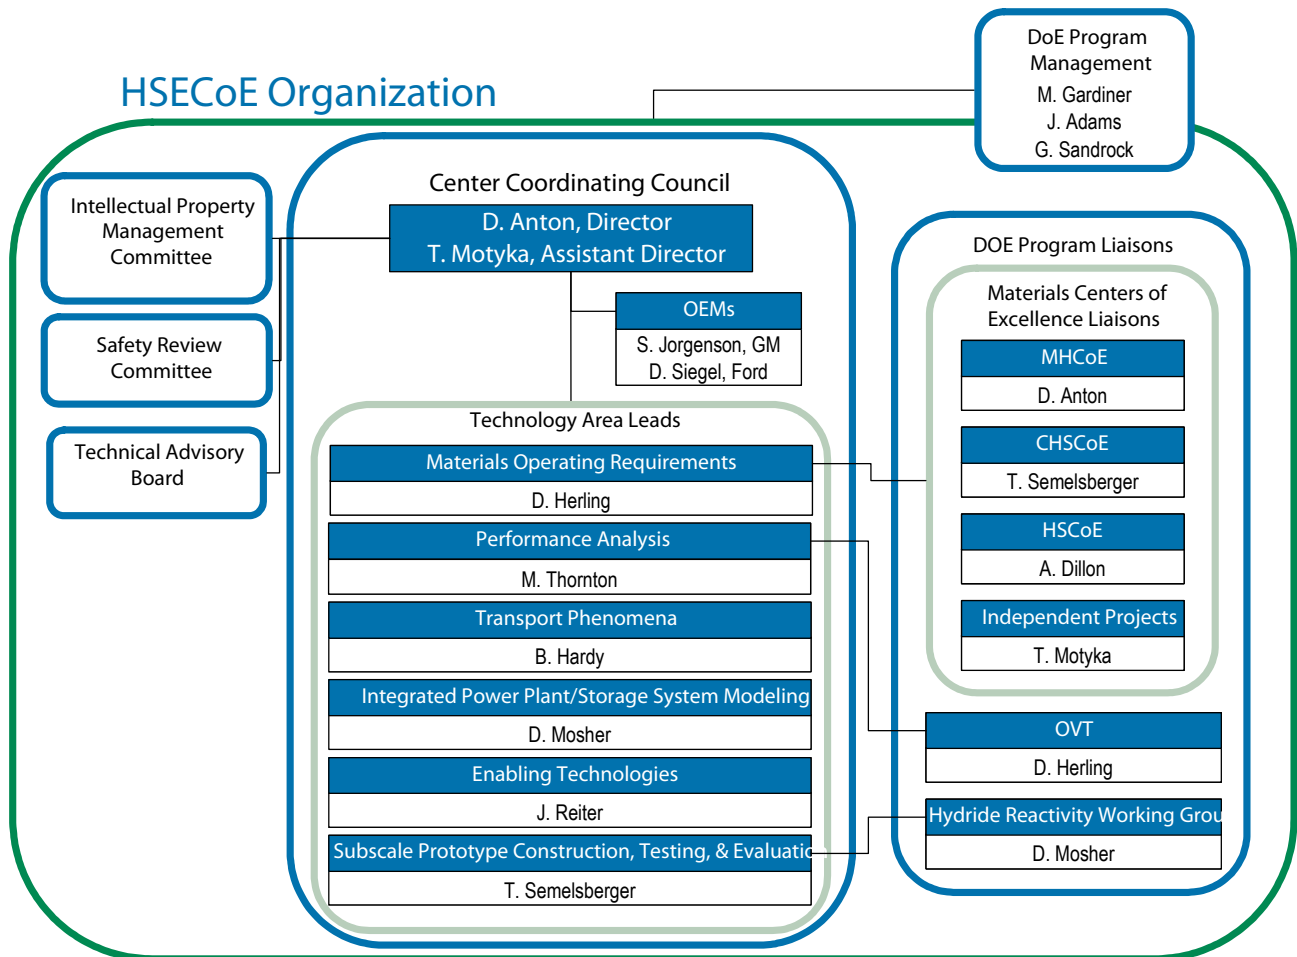 HSECoE Organization
DoE Program
Management
M. Gardiner
J. Adams
G. Sandrock
Intellectual Property
Management
Committee
Safety Review
Committee
Technical Advisory
Board
Center Coordinating Council
D. Anton, Director
T. Motyka, Assistant Director
OEMs
S. Jorgenson, GM
D. Siegel, Ford
Technology Area Leads
Materials Operating Requirements
D. Herling
Performance Analysis
M. Thornton
Transport Phenomena
B. Hardy
Integrated Power Plant/Storage System Modeling
D. Mosher
Enabling Technologies
J. Reiter
Subscale Prototype Construction, Testing, & Evaluatio
T. Semelsberger
DOE Program Liaisons
Materials Centers of
Excellence Liaisons
MHCoE
D. Anton
CHSCoE
T. Semelsberger
HSCoE
A. Dillon
Independent Projects
T. Motyka
OVT
D. Herling
Hydride Reactivity Working Grou
D. Mosher